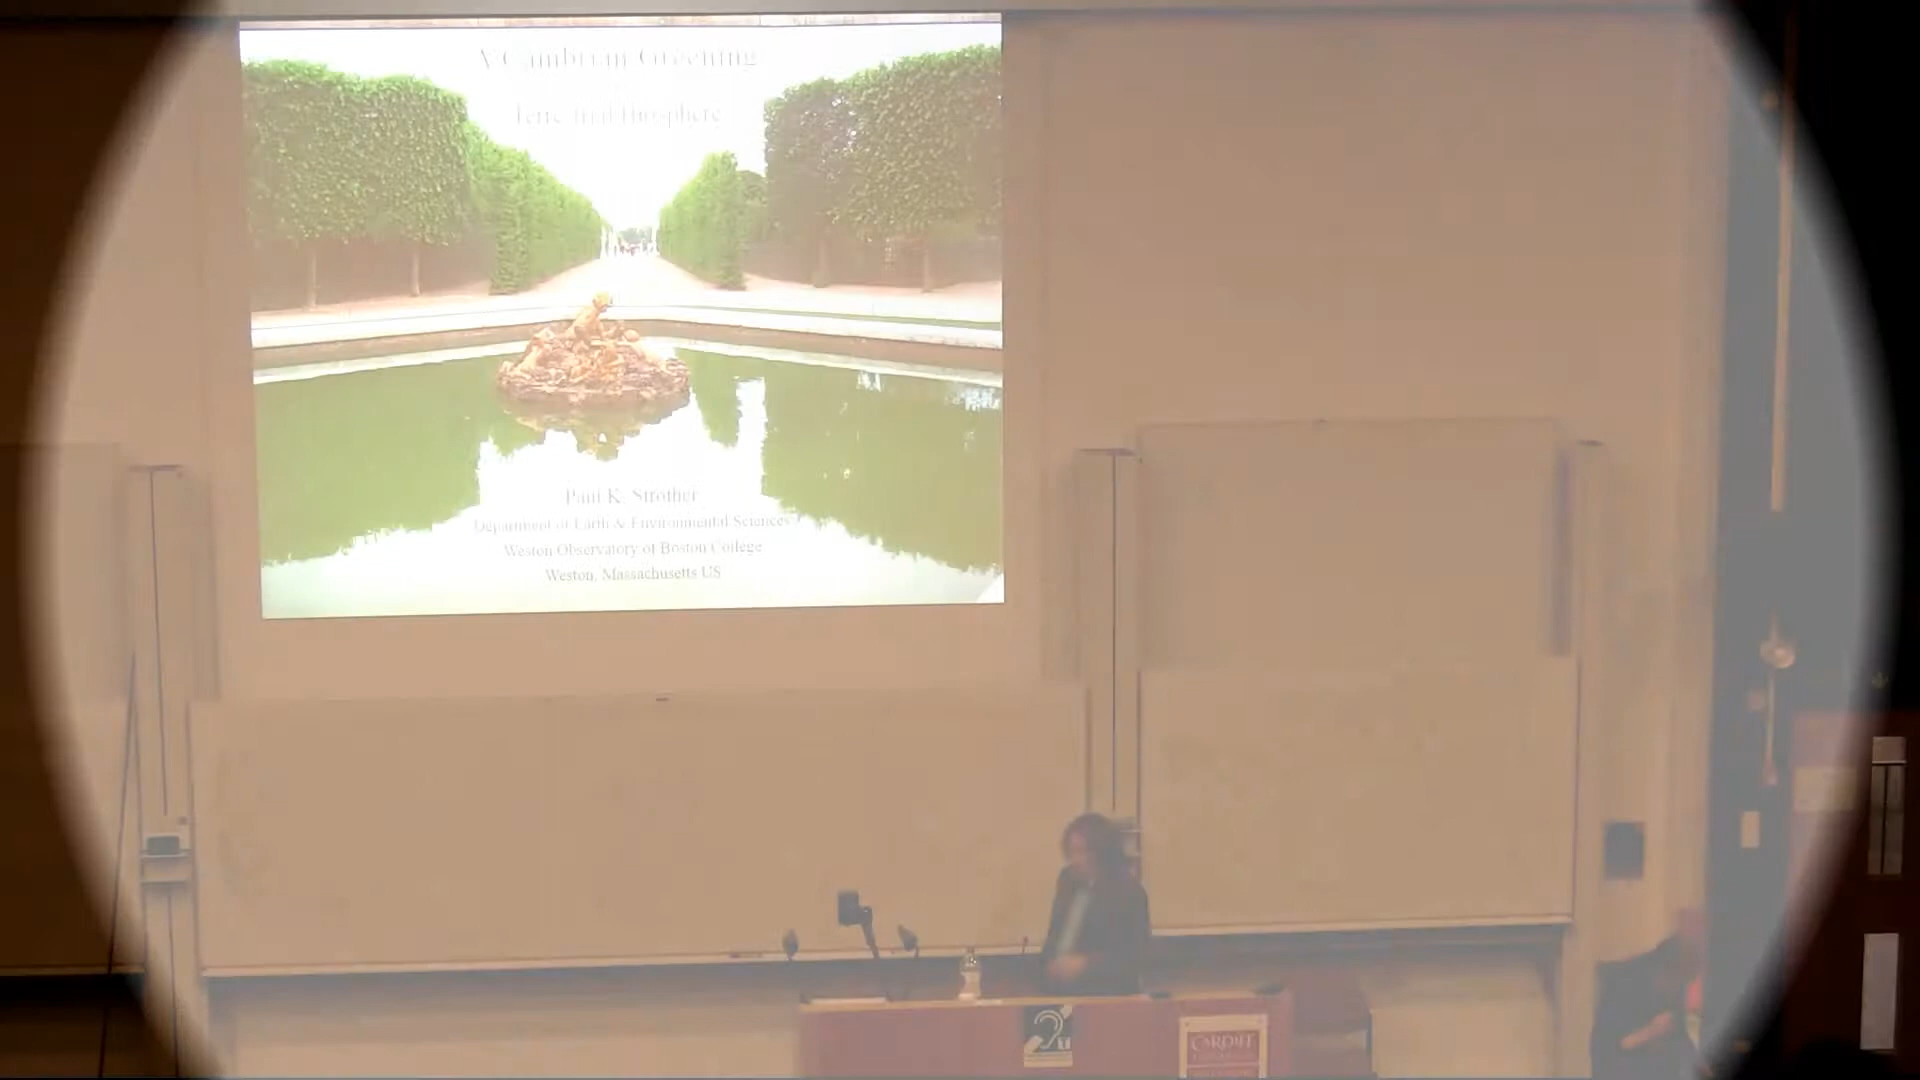 A Cambrian Greening
Terrestrial Biosphere
Paul K. Strother
Department of Earth & Environmental Sciences
Weston Observatory of Boston College
Weston, Massachusetts US
T
CARDIFF